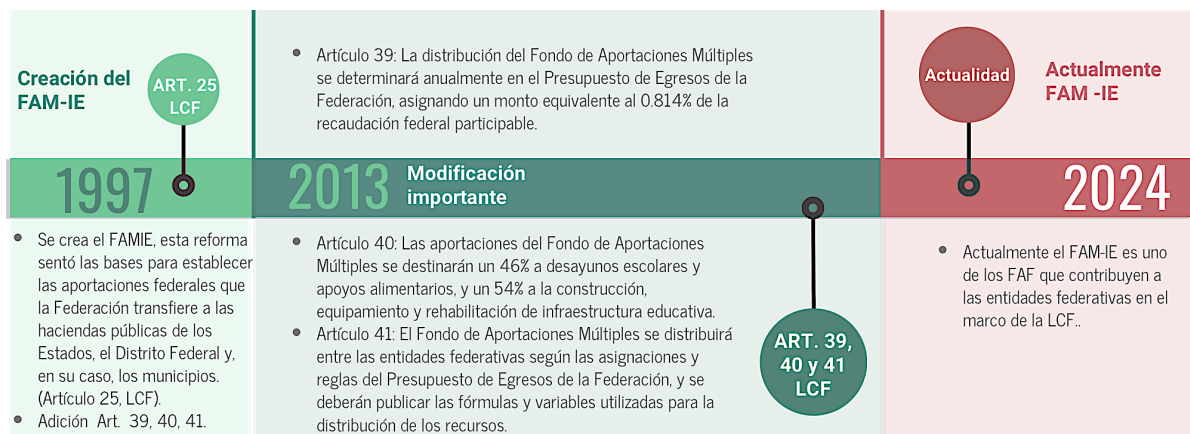 Creación del
FAM-IE
ART. 25
LCF
1997
• Se crea el FAMIE, esta reforma
sentó las bases para establecer
las aportaciones federales que
la Federación transfiere a las
haciendas públicas de los
Estados, el Distrito Federal y,
en su caso, los municipios.
(Artículo 25, LCF).
• Adición Art. 39, 40, 41.
• Artículo 39: La distribución del Fondo de Aportaciones Múltiples
se determinará anualmente en el Presupuesto de Egresos de la
Federación, asignando un monto equivalente al 0.814% de la
recaudación federal participable.
2013
Modificación
importante
• Artículo 40: Las aportaciones del Fondo de Aportaciones
Múltiples se destinarán un 46% a desayunos escolares y
apoyos alimentarios, y un 54% a la construcción,
equipamiento y rehabilitación de infraestructura educativa.
• Artículo 41: El Fondo de Aportaciones Múltiples se distribuirá
entre las entidades federativas según las asignaciones y
reglas del Presupuesto de Egresos de la Federación, y se
deberán publicar las fórmulas y variables utilizadas para la
distribución de los recursos.
ART. 39,
40 y 41
LCF
Actualidad
Actualmente
FAM -IE
2024
• Actualmente el FAM-IE es uno
de los FAF que contribuyen a
las entidades federativas en el
marco de la LCF..